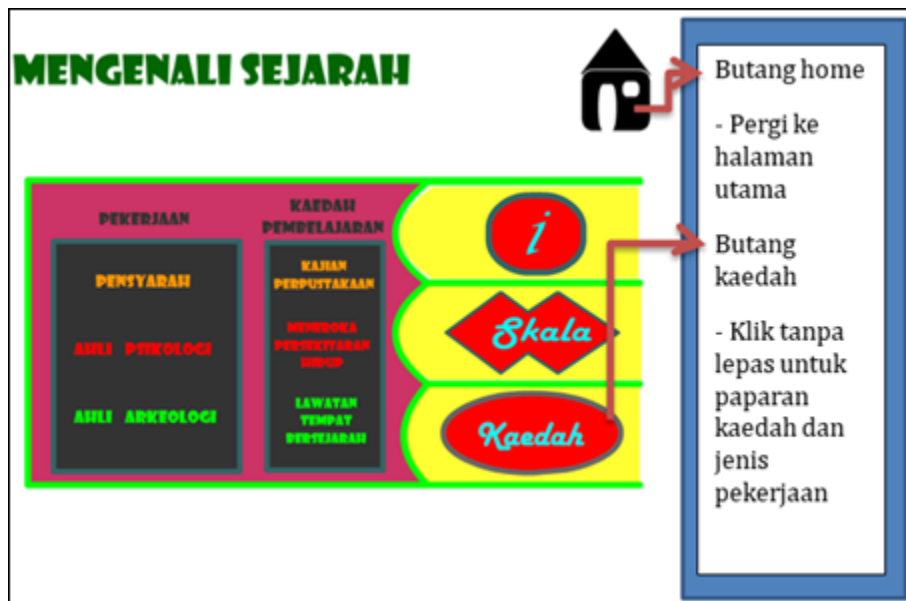 MENGENALI SEJARAH
PEKERJAAN
PENSYARAH
AHLI PSIKOLOGI
AHLI ARKEOLOGI
KAEDAH
PEMBELAJARAN
KAJIAN
PERPUSTAKAAN
MENEROKA
PERSEKITARAN
HIDUP
LAWATAN
TEMPAT
BERSEJARAH
i
Skala
Kaedah
Butang home
- Pergi ke
halaman
utama
Butang
kaedah
- Klik tanpa
lepas untuk
paparan
kaedah dan
jenis
pekerjaan